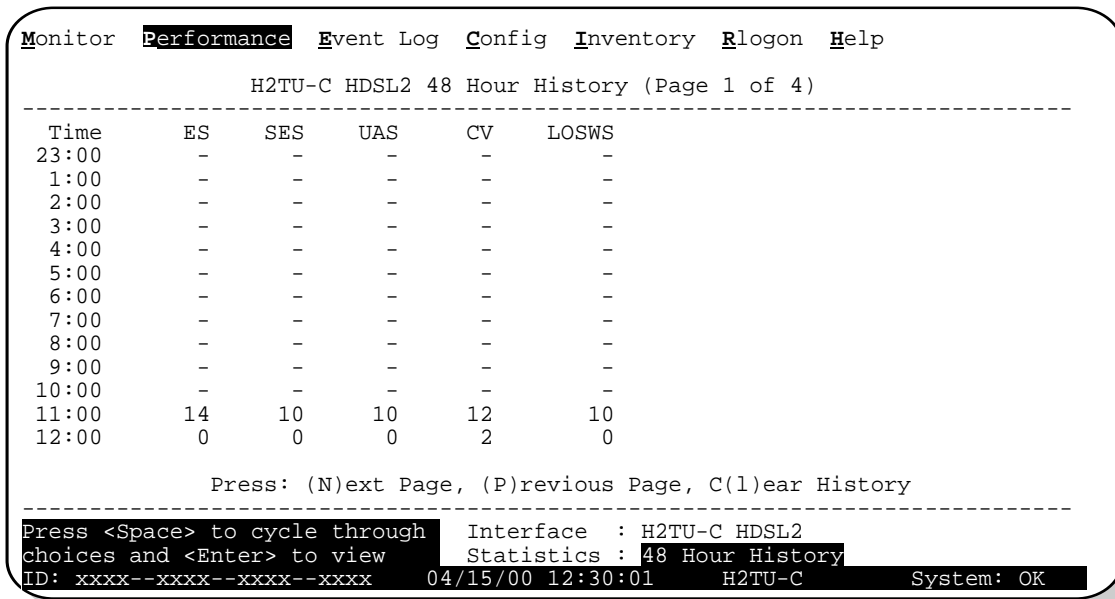 Monitor Performance Event Log Config Inventory Rlogon Help
H2TU-C HDSL2 48 Hour History (Page 1 of 4)
--------------------------------------------------------------------------------
Time ES SES UAS CV LOSWS
23:00 - - - - -
1:00 - - - - -
2:00 - - - - -
3:00 - - - - -
4:00 - - - - -
5:00 - - - - -
6:00 - - - - -
7:00 - - - - -
8:00 - - - - -
9:00 - - - - -
10:00 - - - - -
11:00 14 10 10 12 10
12:00 0 0 0 2 0
Press: (N)ext Page, (P)revious Page, C(l)ear History
--------------------------------------------------------------------------------
Press <Space> to cycle through Interface : H2TU-C HDSL2
choices and <Enter> to view Statistics : 48 Hour History
ID: xxxx--xxxx--xxxx--xxxx 04/15/00 12:30:01 H2TU-C System: OK